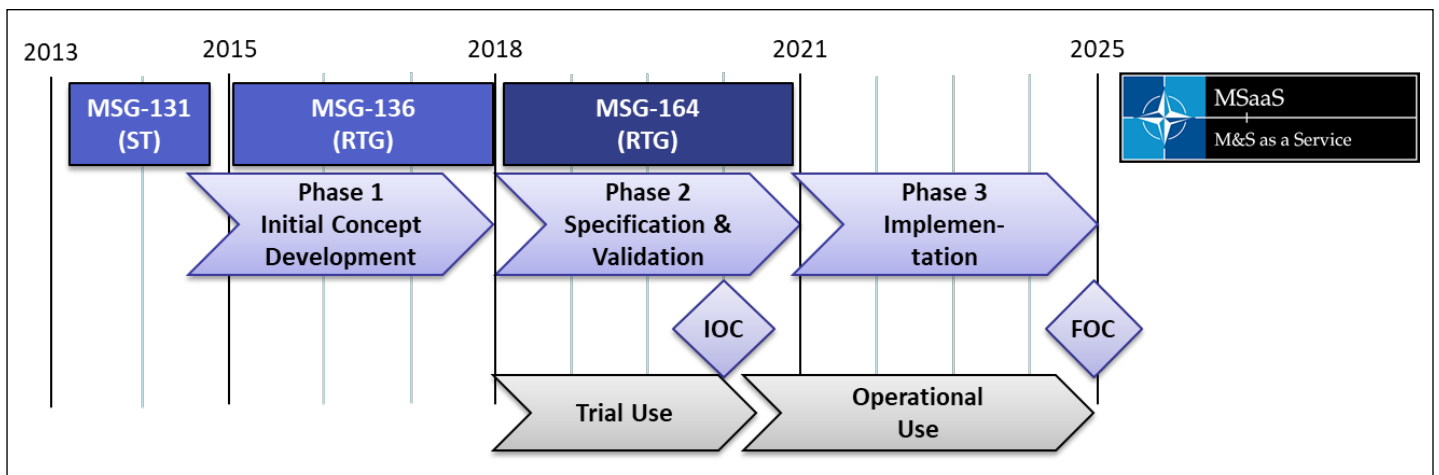 2013
2015
2018
2021
2025
MSG-131
(ST)
MSG-136
(RTG)
MSG-164
(RTG)
MSaaS
M&S as a Service
Phase 1
Initial Concept
Development
Phase 2
Specification &
Validation
Phase 3
Implemen-
tation
IOC
FOC
Trial Use
Operational
Use